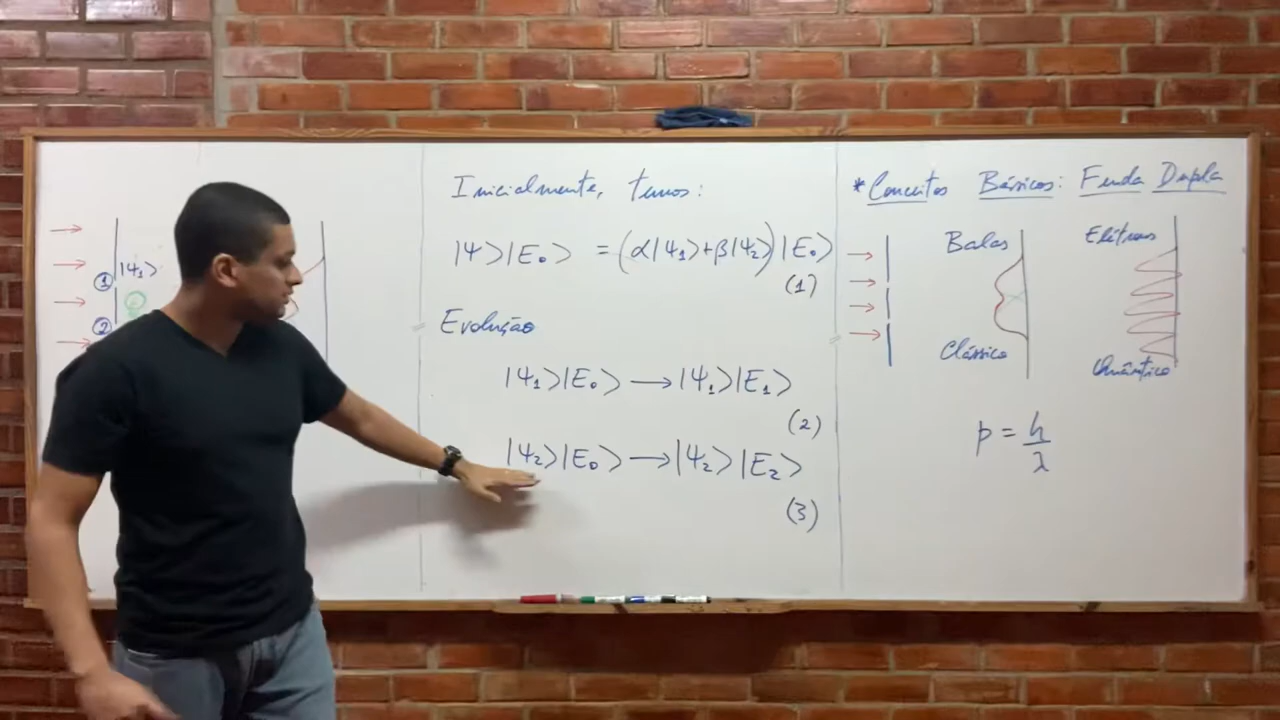 ①
|Ψ₁⟩
②
Inicialmente, temos:
|Ψ⟩|E₀⟩ = (α|Ψ₁⟩+β|Ψ₂⟩)|E₀⟩
(1)
Evolução
|Ψ₁⟩|E₀⟩ → |Ψ₁⟩|E₁⟩
(2)
|Ψ₂⟩|E₀⟩ → |Ψ₂⟩|E₂⟩
(3)
* Conceitos Básicos: Fenda Dupla
Balas
Clássico
Elétrons
Quântico
p = h/λ